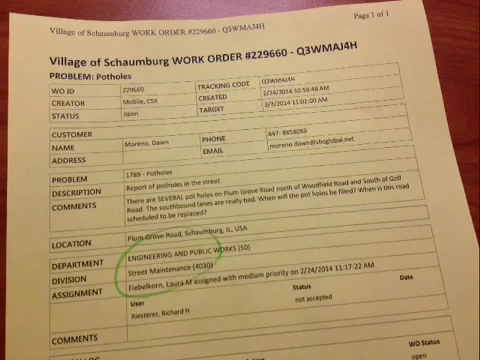 Village of Schaumburg WORK ORDER #229660 - Q3WMAJ4H
Page 1 of 1
Village of Schaumburg WORK ORDER #229660 - Q3WMAJ4H
PROBLEM: Potholes
WO ID 229660 TRACKING CODE Q3WMAJ4H
CREATOR Mobile, CSR CREATED 2/24/2014 10:55:48 AM
STATUS open TARGET 3/3/2014 11:01:00 AM
CUSTOMER
NAME Moreno, Dawn PHONE 847- 8958089
ADDRESS EMAIL moreno.dawn@sbcglobal.net
PROBLEM 1789 - Potholes
DESCRIPTION Report of potholes in the street
COMMENTS There are SEVERAL pot holes on Plum Grove Road north of Woodfield Road and South of Golf
Road. The southbound lanes are really bad. When will the pot holes be filled? When is this road
scheduled to be replaced?
LOCATION Plum Grove Road, Schaumburg, IL, USA
DEPARTMENT ENGINEERING AND PUBLIC WORKS (50)
DIVISION Street Maintenance (4030)
ASSIGNMENT Fiebelkorn, Laura M assigned with medium priority on 2/24/2014 11:17:22 AM
User Status Date
Riesterer, Richard H not accepted
COMMENTS
WO Status
open